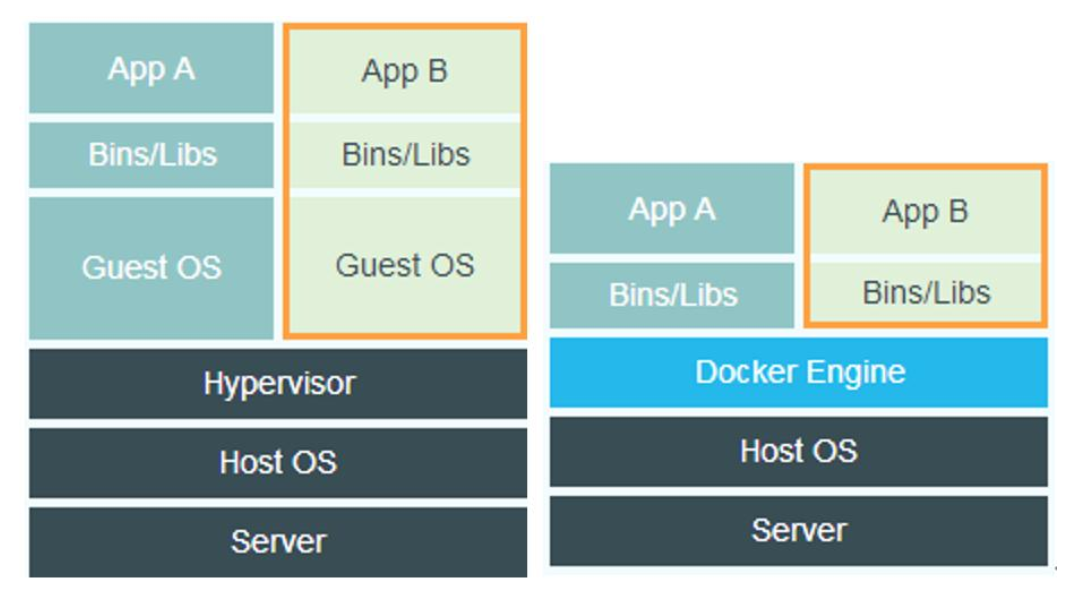 App A
App B
Bins/Libs
Bins/Libs
Guest OS
Guest OS
Hypervisor
Host OS
Server
App A
App B
Bins/Libs
Bins/Libs
Docker Engine
Host OS
Server